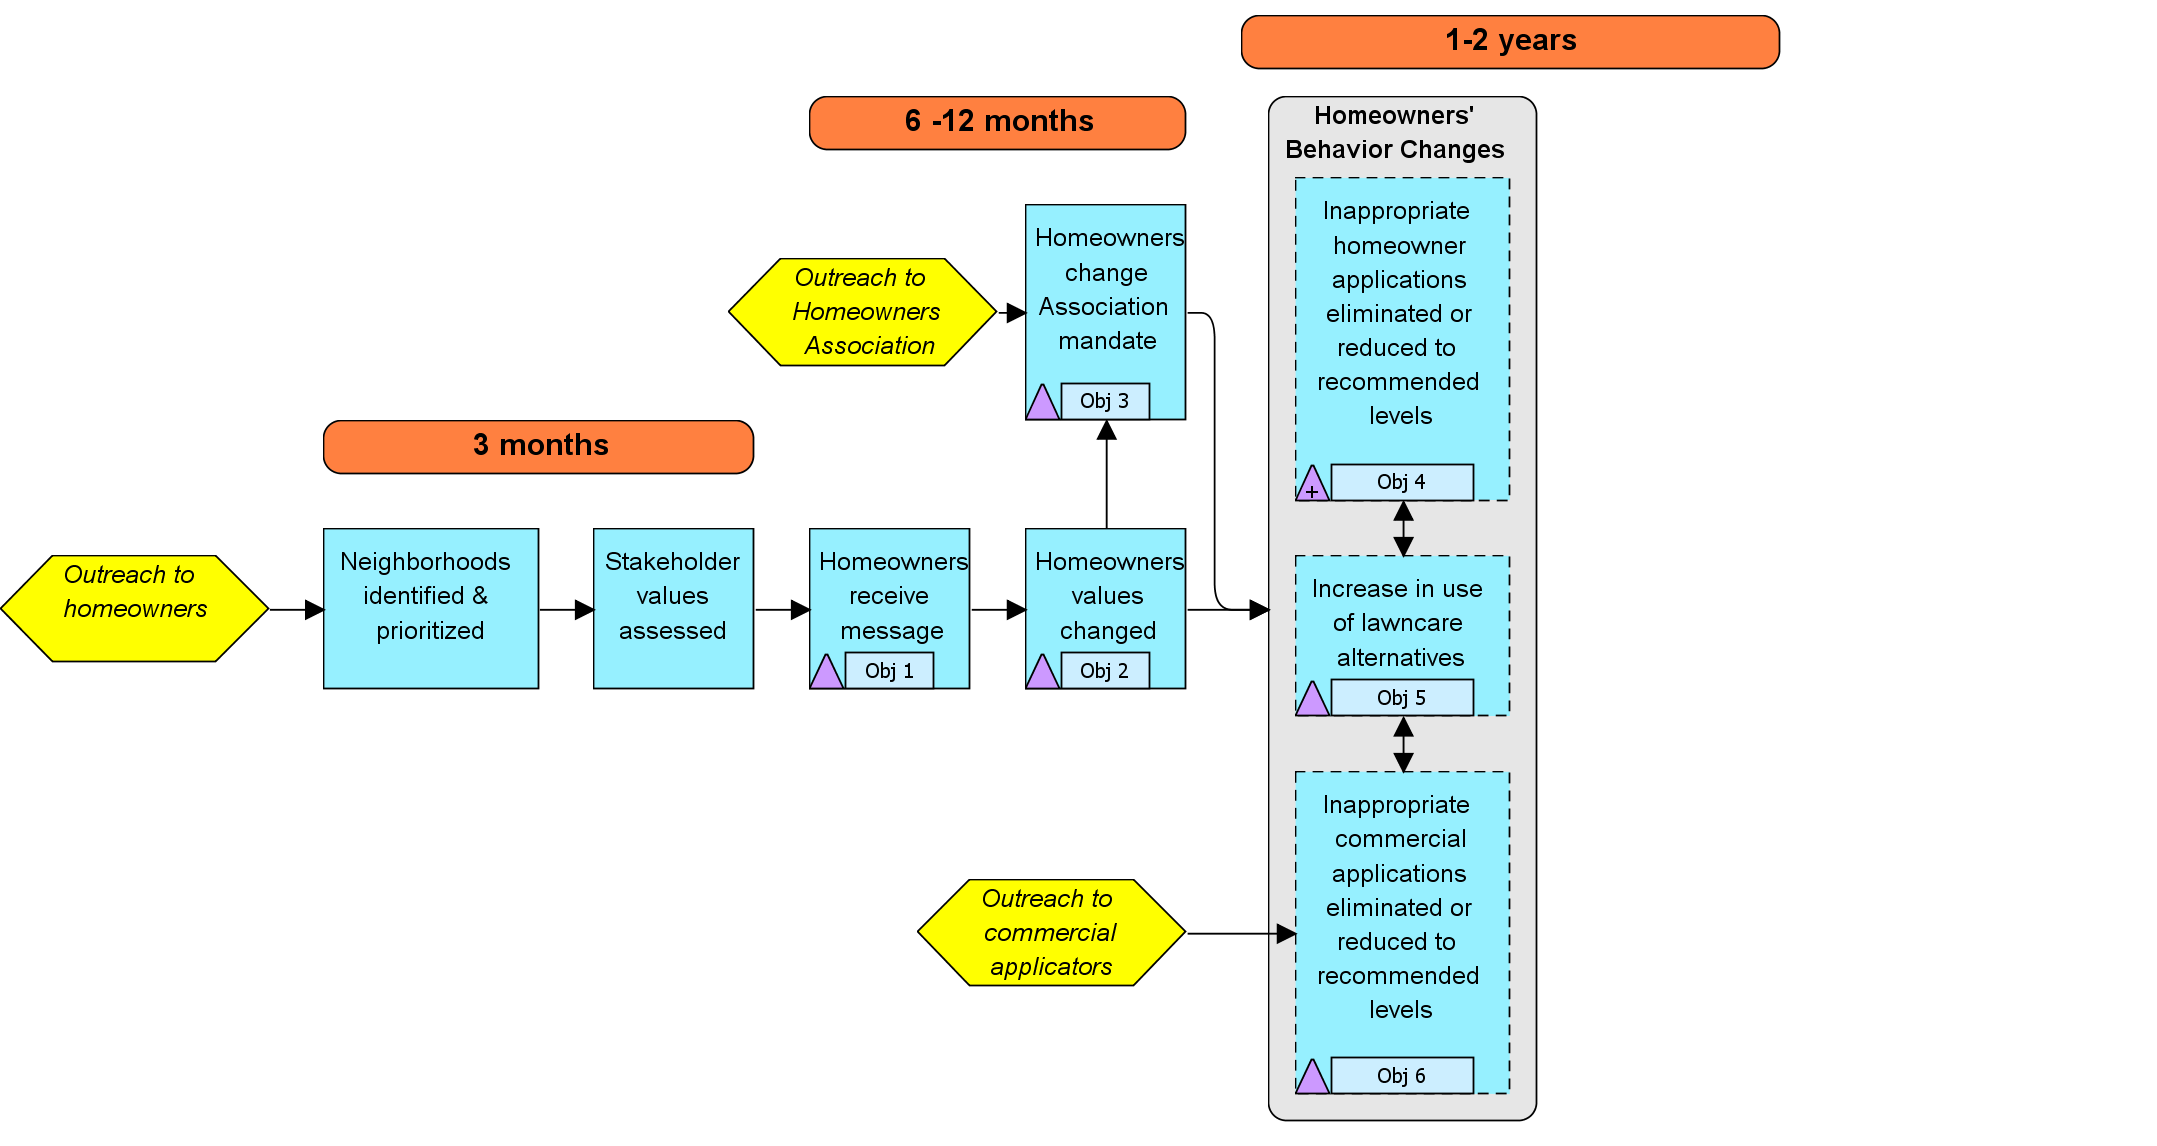 1-2 years
6 -12 months
Homeowners'
Behavior Changes
Inappropriate
homeowner
applications
eliminated or
reduced to
recommended
levels
Obj 4
Homeowners
change
Association
mandate
Obj 3
Outreach to
Homeowners
Association
3 months
Outreach to
homeowners
Neighborhoods
identified &
prioritized
Stakeholder
values
assessed
Homeowners
receive
message
Obj 1
Homeowners
values
changed
Obj 2
Increase in use
of lawncare
alternatives
Obj 5
Outreach to
commercial
applicators
Inappropriate
commercial
applications
eliminated or
reduced to
recommended
levels
Obj 6